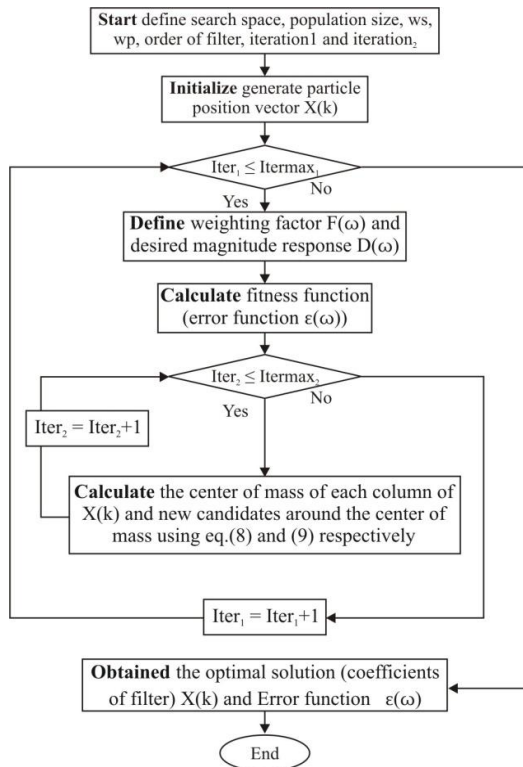 Start define search space, population size, ws,
wp, order of filter, iteration1 and iteration₂
Initialize generate particle
position vector X(k)
Iter₁ ≤ Itermax₁
No
Yes
Define weighting factor F(ω) and
desired magnitude response D(ω)
Calculate fitness function
(error function ε(ω))
Iter₂ ≤ Itermax₂
No
Yes
Iter₂ = Iter₂+1
Calculate the center of mass of each column of
X(k) and new candidates around the center of
mass using eq.(8) and (9) respectively
Iter₁ = Iter₁+1
Obtained the optimal solution (coefficients
of filter) X(k) and Error function ε(ω)
End